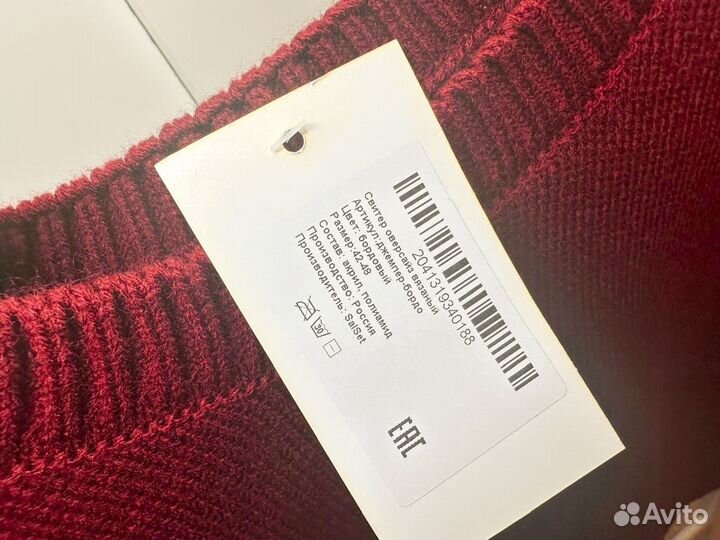 2041319340188
Свитер оверсайз вязаный
Артикул:джемпер-бордо
Цвет: бордовый
Размер:42-48
Состав: акрил, полиамид
Производство: Россия
Производитель: SalSet
30
EAC
Avito